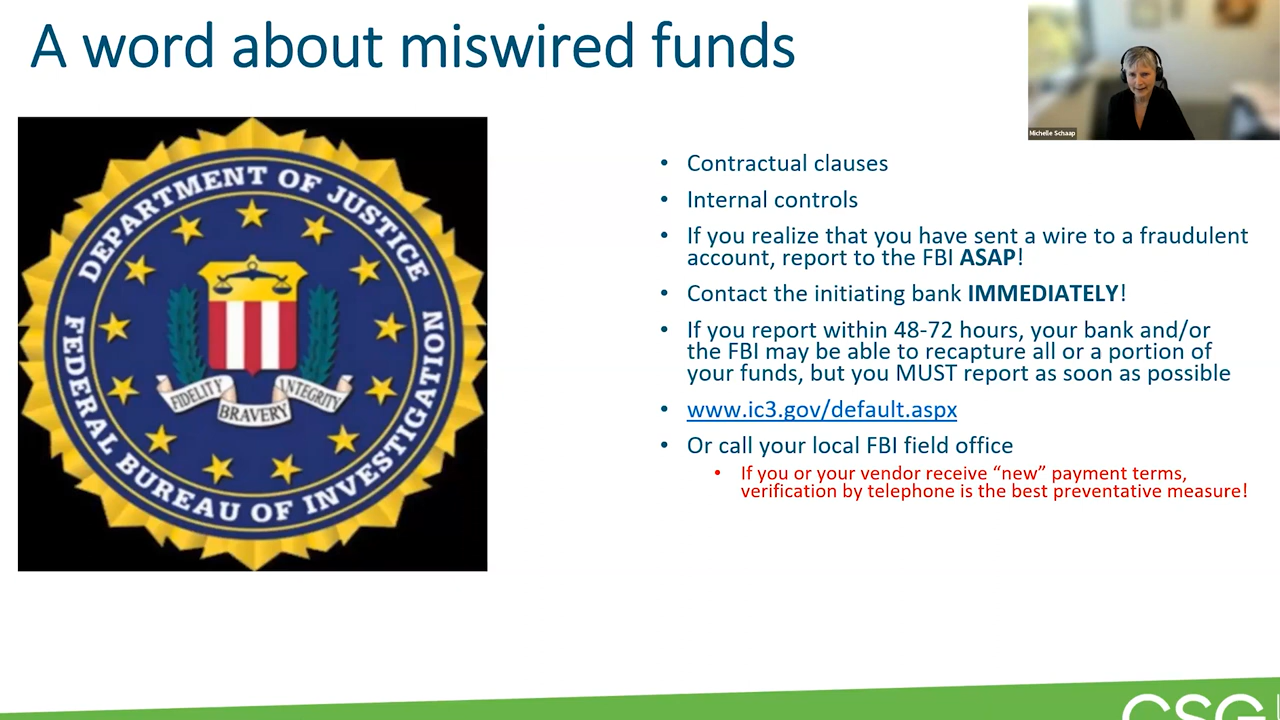 A word about miswired funds
Michelle Schaap
DEPARTMENT OF JUSTICE
FEDERAL BUREAU OF INVESTIGATION
FIDELITY
BRAVERY
INTEGRITY
• Contractual clauses
• Internal controls
• If you realize that you have sent a wire to a fraudulent
account, report to the FBI ASAP!
• Contact the initiating bank IMMEDIATELY!
• If you report within 48-72 hours, your bank and/or
the FBI may be able to recapture all or a portion of
your funds, but you MUST report as soon as possible
• www.ic3.gov/default.aspx
• Or call your local FBI field office
• If you or your vendor receive “new” payment terms,
verification by telephone is the best preventative measure!
CSG